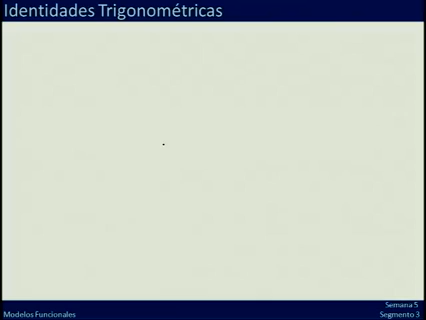 Identidades Trigonométricas
Semana 5
Modelos Funcionales
Segmento 3